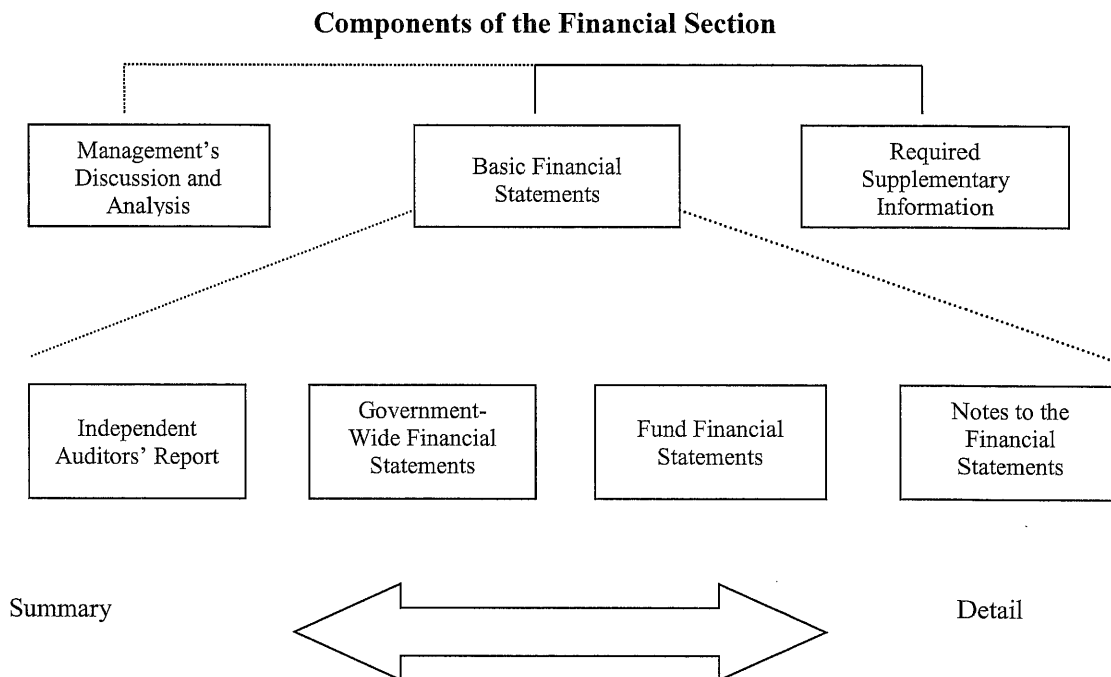 Components of the Financial Section
Management's
Discussion and
Analysis
Basic Financial
Statements
Required
Supplementary
Information
Independent
Auditors' Report
Government-
Wide Financial
Statements
Fund Financial
Statements
Notes to the
Financial
Statements
Summary
Detail